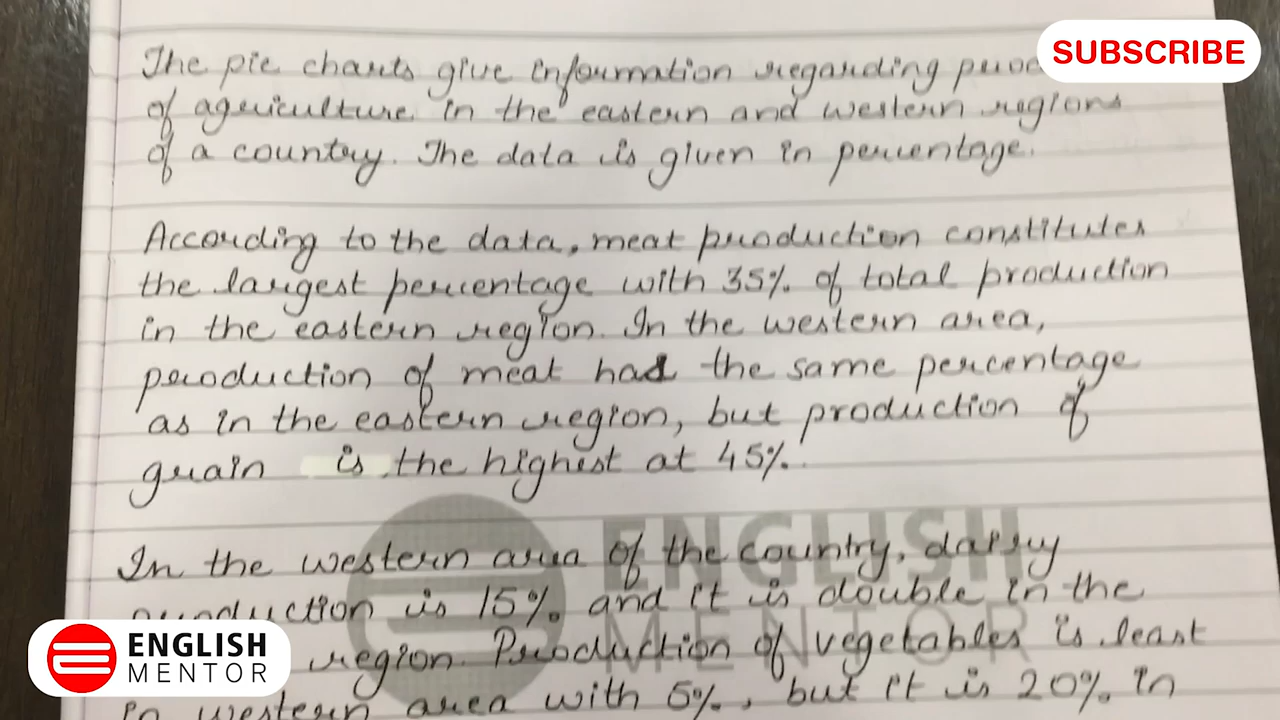 SUBSCRIBE
The pie charts give information regarding
of agriculture in the eastern and western regions
of a country. The data is given in percentage.
According to the data, meat production constitutes
the largest percentage with 35% of total production
in the eastern region. In the western area,
production of meat had the same percentage
as in the eastern region, but production of
grain is the highest at 45%.
In the western area of the country, dairy
production is 15% and it is double in the
region. Production of vegetables is least
in western area with 5%, but it is 20% in
ENGLISH
MENTOR
ENGLISH
MENTOR